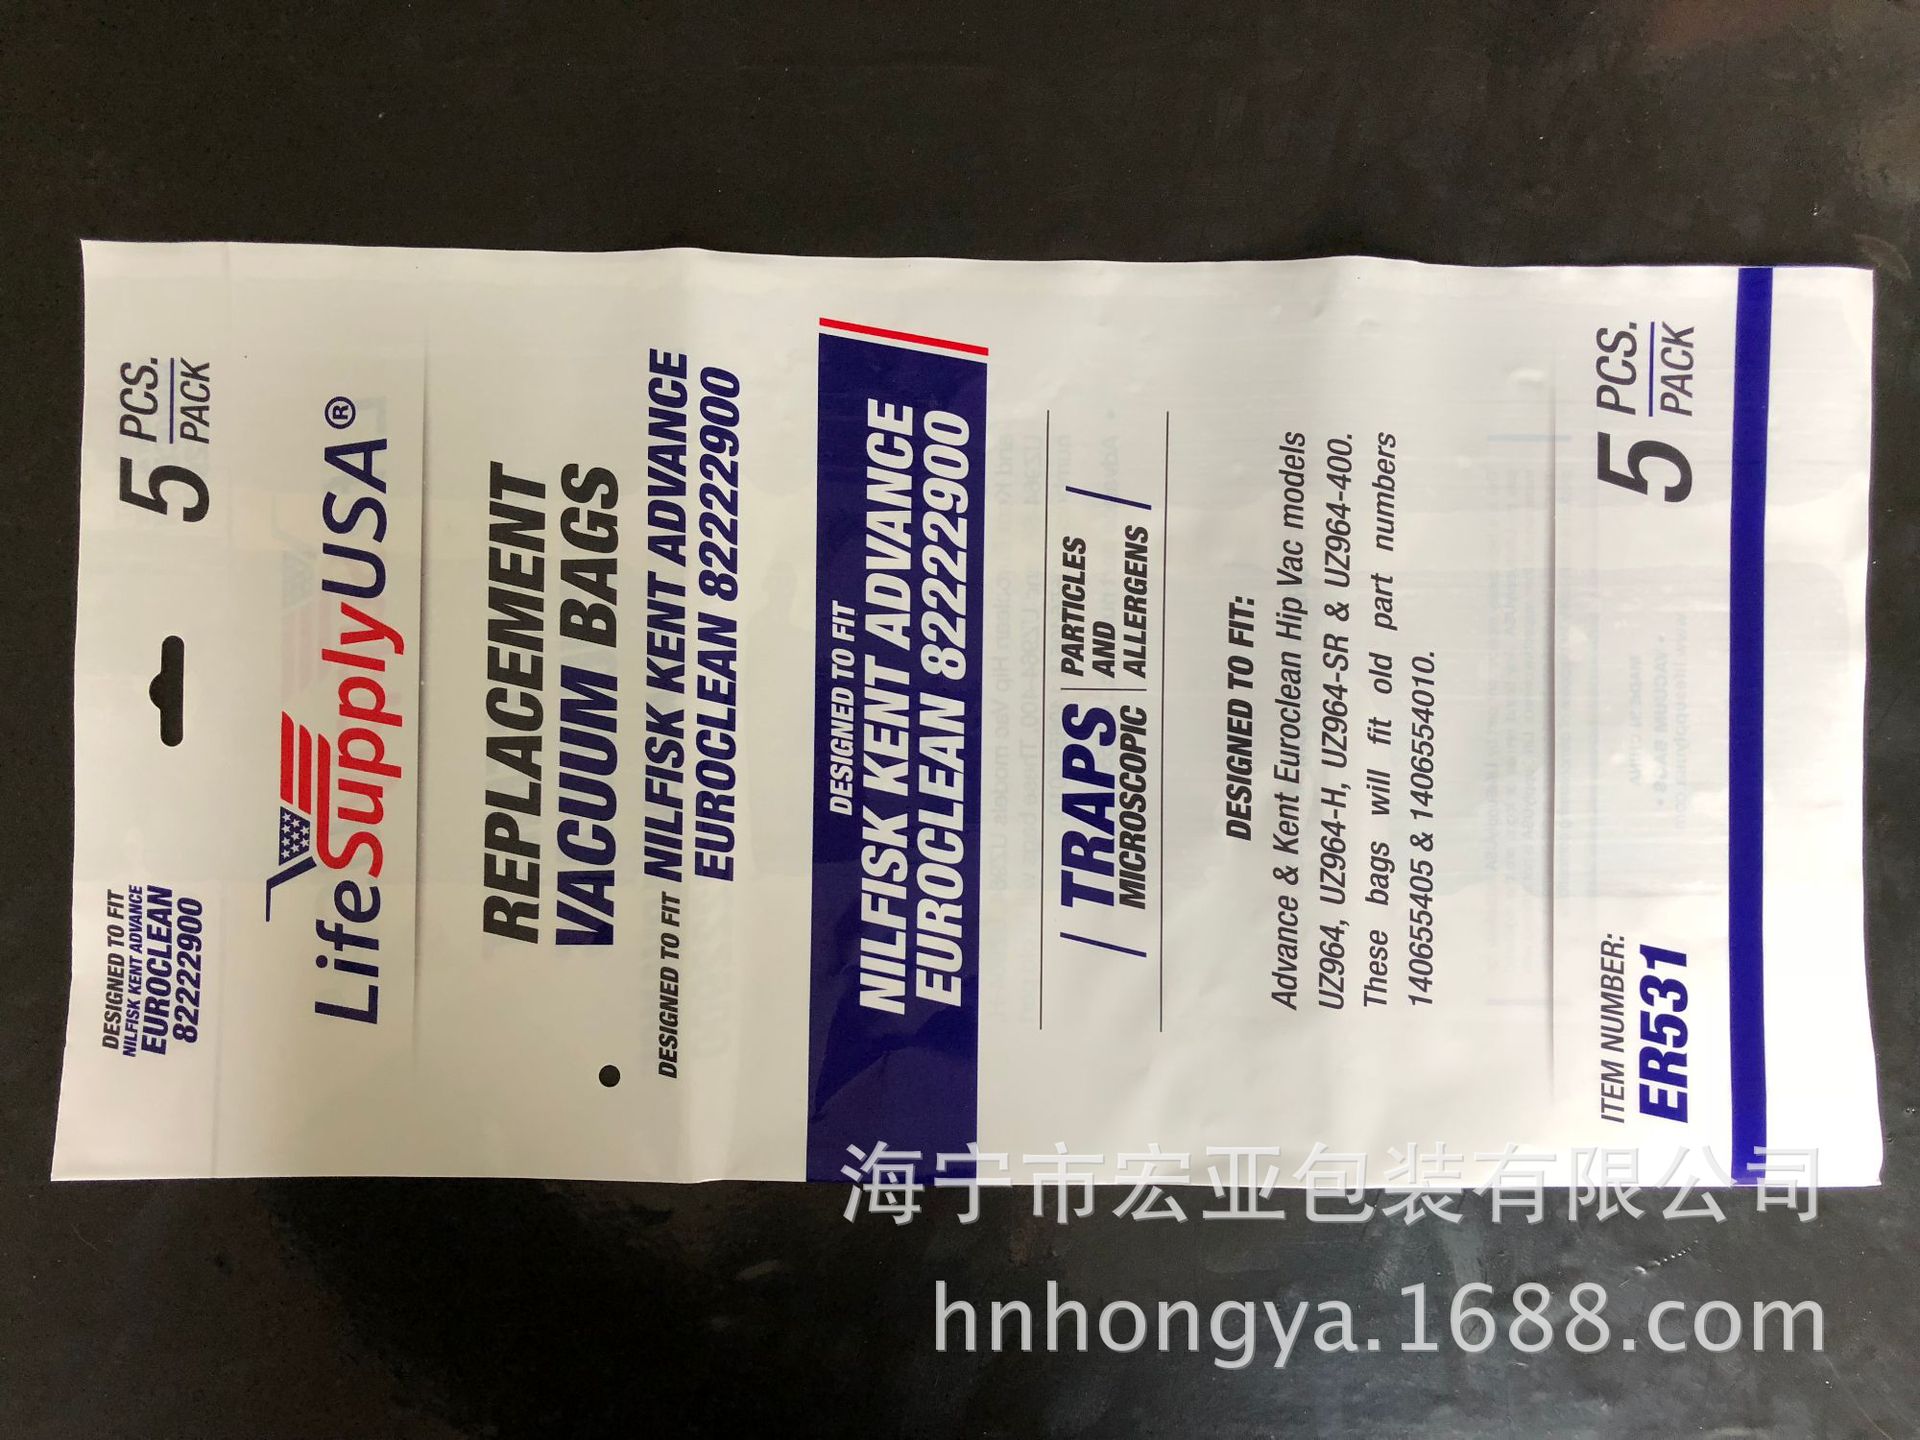 DESIGNED TO FIT
NILFISK KENT ADVANCE
EUROCLEAN
82222900
5 PCS.
PACK
LifeSupplyUSA®
REPLACEMENT
VACUUM BAGS
DESIGNED TO FIT NILFISK KENT ADVANCE
EUROCLEAN 82222900
DESIGNED TO FIT
NILFISK KENT ADVANCE
EUROCLEAN 82222900
TRAPS
MICROSCOPIC
PARTICLES
AND
ALLERGENS
DESIGNED TO FIT:
Advance & Kent Euroclean Hip Vac models
UZ964, UZ964-H, UZ964-SR & UZ964-400.
These bags will fit old part numbers
1406555405 & 1406554010.
ITEM NUMBER:
ER531
5 PCS.
PACK
海宁市宏亚包装有限公司
hnhongya.1688.com